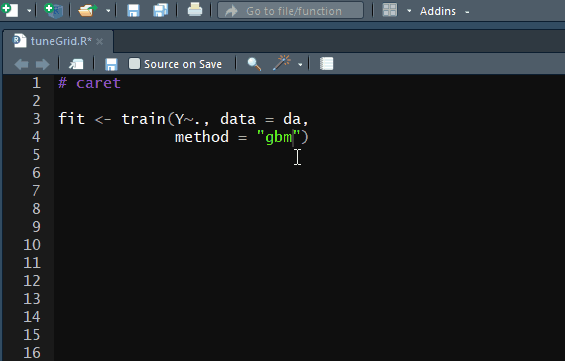 Go to file/function
Addins
tuneGrid.R*
Source on Save
1 # caret
2
3 fit <- train(Y~., data = da,
4 method = "gbm")
5
6
7
8
9
10
11
12
13
14
15
16